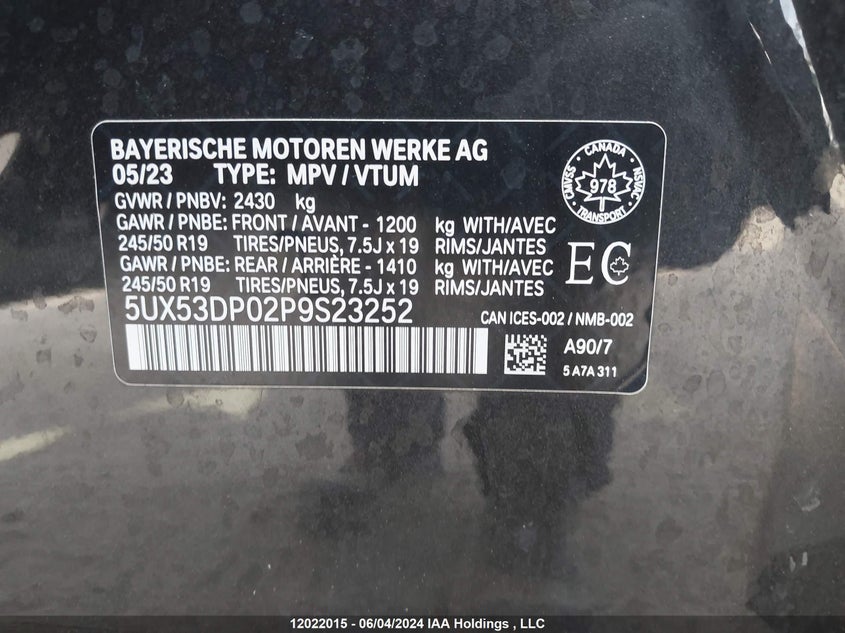 BAYERISCHE MOTOREN WERKE AG
05/23 TYPE: MPV / VTUM
GVWR / PNBV: 2430 kg
GAWR / PNBE: FRONT / AVANT - 1200 kg WITH/AVEC
245/50 R19 TIRES/PNEUS, 7.5J x 19 RIMS/JANTES
GAWR / PNBE: REAR / ARRIÈRE - 1410 kg WITH/AVEC
245/50 R19 TIRES/PNEUS, 7.5J x 19 RIMS/JANTES
5UX53DP02P9S23252
CANADA
CMVSS 978 NSVAC
TRANSPORT
EC
CAN ICES-002 / NMB-002
A90/7
5 A7A 311
12022015 - 06/04/2024 IAA Holdings , LLC